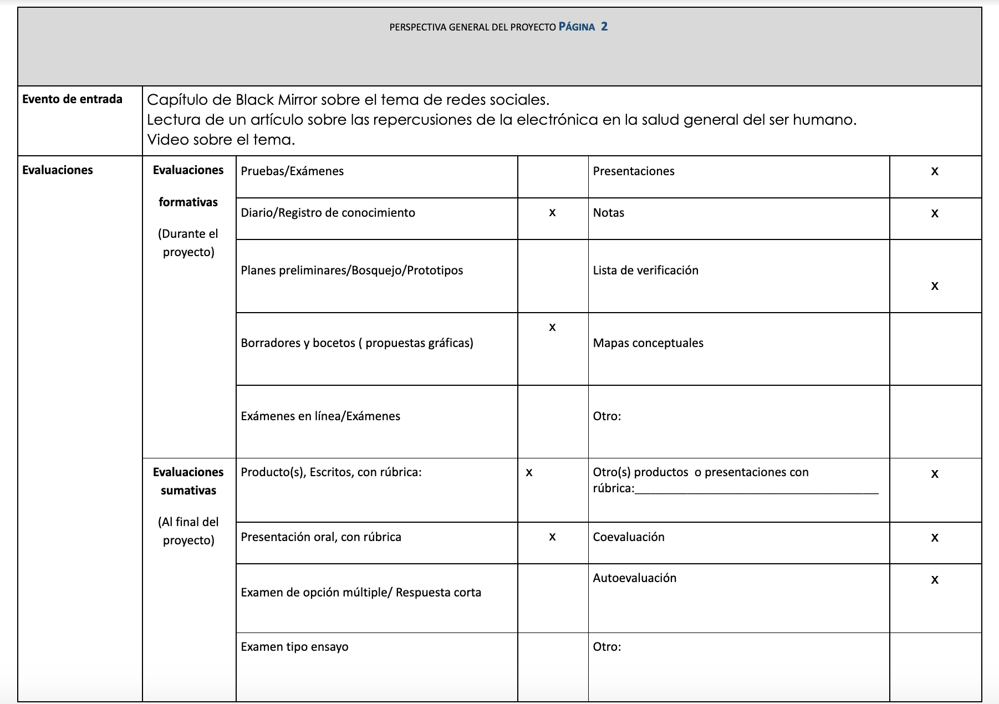 PERSPECTIVA GENERAL DEL PROYECTO PÁGINA 2
Evento de entrada
Capítulo de Black Mirror sobre el tema de redes sociales.
Lectura de un artículo sobre las repercusiones de la electrónica en la salud general del ser humano.
Video sobre el tema.
Evaluaciones
Evaluaciones
formativas
(Durante el
proyecto)
Pruebas/Exámenes
Presentaciones
X
Diario/Registro de conocimiento
X
Notas
X
Planes preliminares/Bosquejo/Prototipos
Lista de verificación
X
Borradores y bocetos ( propuestas gráficas)
X
Mapas conceptuales
Exámenes en línea/Exámenes
Otro:
Evaluaciones
sumativas
(Al final del
proyecto)
Producto(s), Escritos, con rúbrica:
X
Otro(s) productos o presentaciones con
rúbrica:________________________________________
X
Presentación oral, con rúbrica
X
Coevaluación
X
Examen de opción múltiple/ Respuesta corta
Autoevaluación
X
Examen tipo ensayo
Otro: